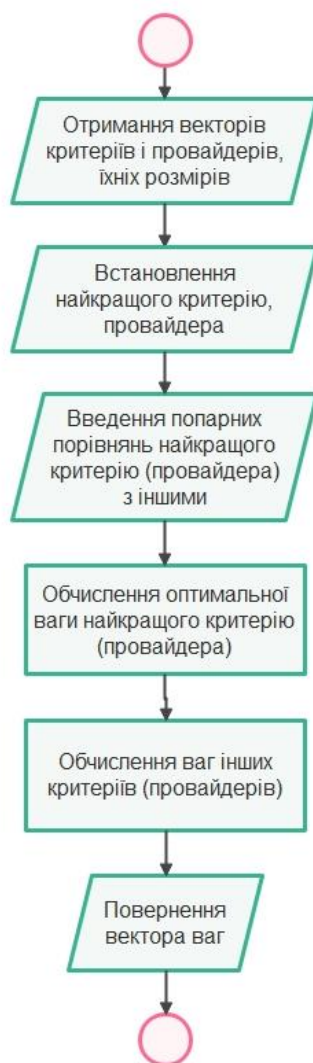 Отримання векторів
критеріїв і провайдерів,
їхніх розмірів
Встановлення
найкращого критерію,
провайдера
Введення попарних
порівнянь найкращого
критерію (провайдера)
з іншими
Обчислення оптимальної
ваги найкращого критерію
(провайдера)
Обчислення ваг інших
критеріїв (провайдерів)
Повернення
вектора ваг